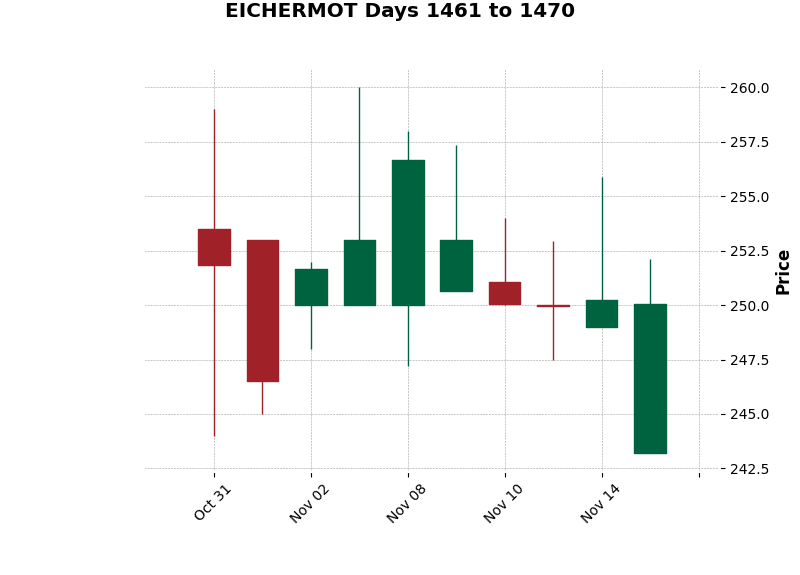 EICHERMOT Days 1461 to 1470
260.0
257.5
255.0
252.5
250.0
247.5
245.0
242.5
Price
Oct 31
Nov 02
Nov 08
Nov 10
Nov 14